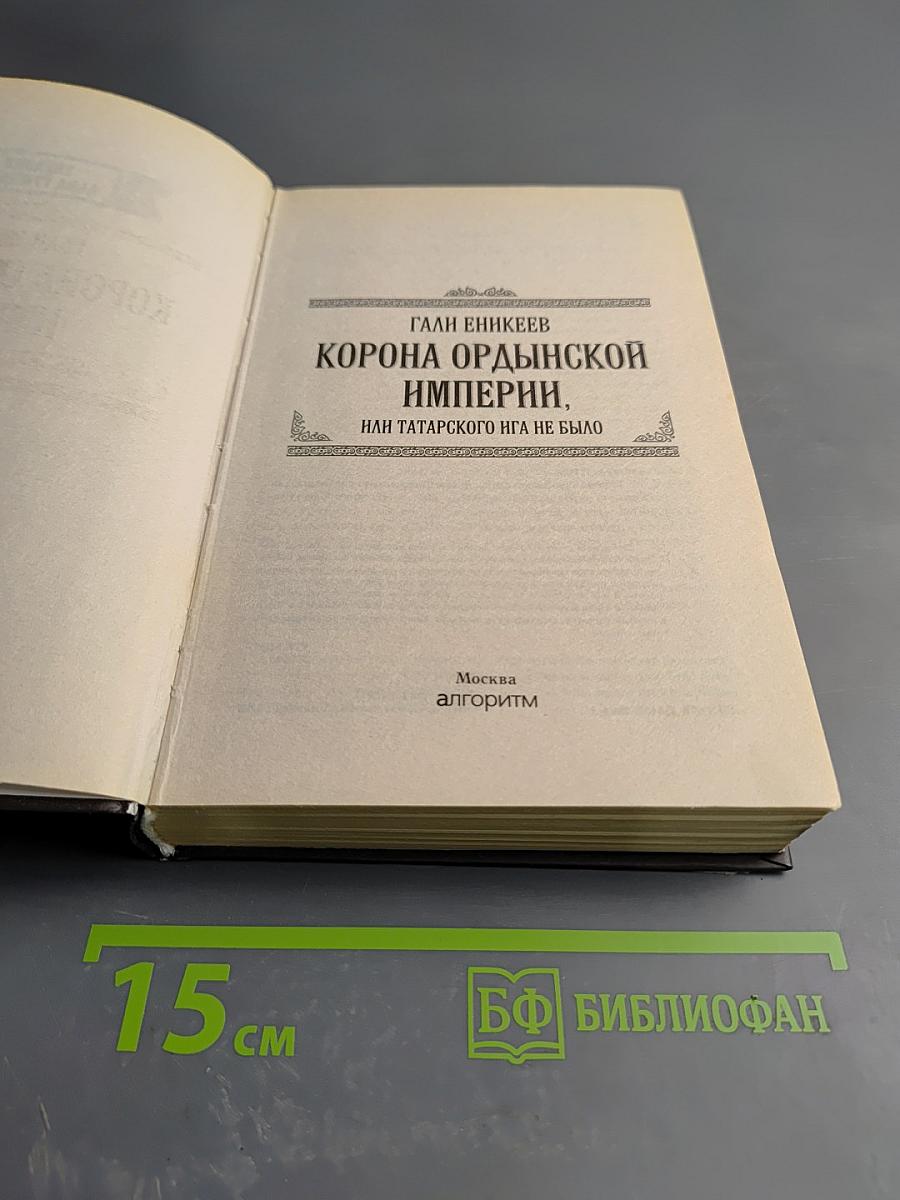 ГАЛИ ЕНИКЕЕВ
КОРОНА ОРДЫНСКОЙ
ИМПЕРИИ,
ИЛИ ТАТАРСКОГО ИГА НЕ БЫЛО
Москва
алгоритм
15 см
БФ БИБЛИОФАН